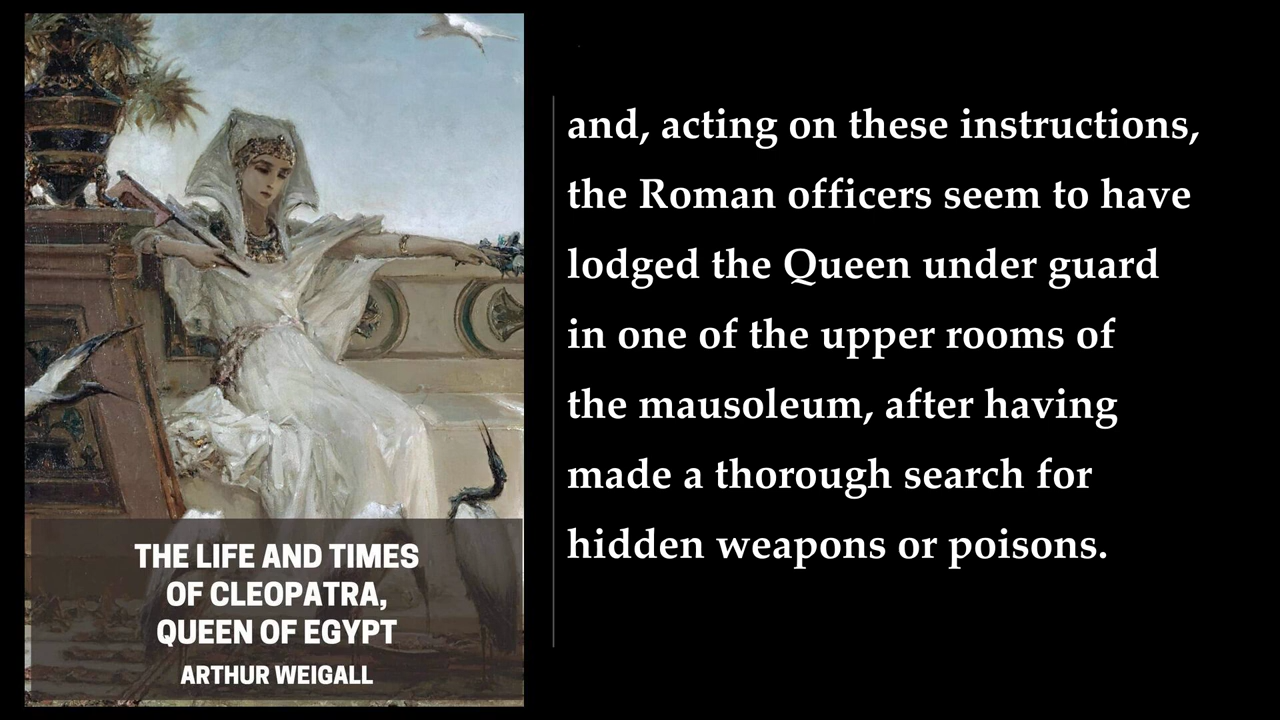 and, acting on these instructions,
the Roman officers seem to have
lodged the Queen under guard
in one of the upper rooms of
the mausoleum, after having
made a thorough search for
hidden weapons or poisons.
THE LIFE AND TIMES
OF CLEOPATRA,
QUEEN OF EGYPT
ARTHUR WEIGALL